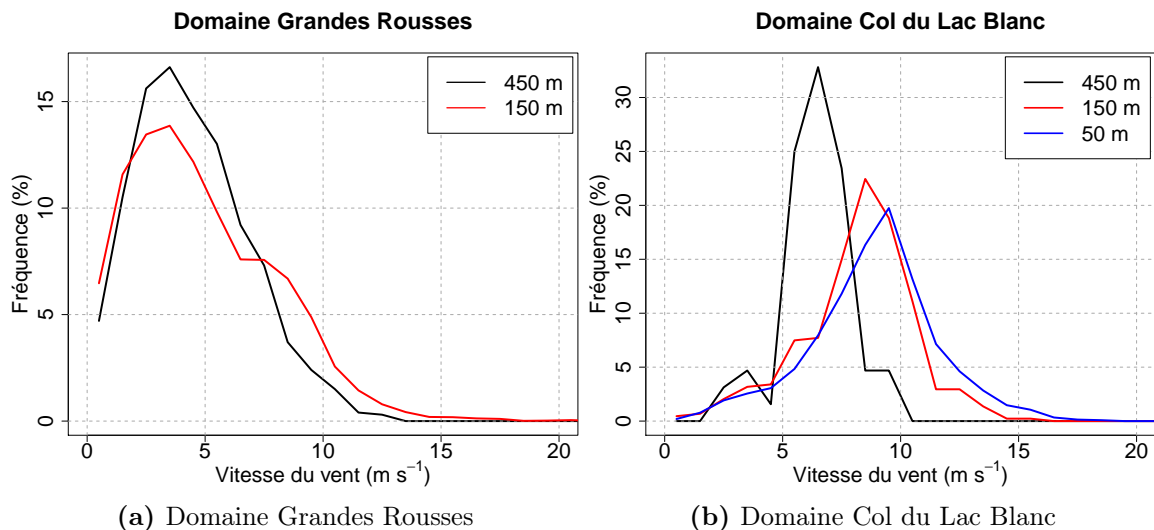 Domaine Grandes Rousses
Fréquence (%)
15
10
5
0
450 m
150 m
0 5 10 15 20
Vitesse du vent (m s⁻¹)
(a) Domaine Grandes Rousses
Domaine Col du Lac Blanc
Fréquence (%)
30
25
20
15
10
5
0
450 m
150 m
50 m
0 5 10 15 20
Vitesse du vent (m s⁻¹)
(b) Domaine Col du Lac Blanc